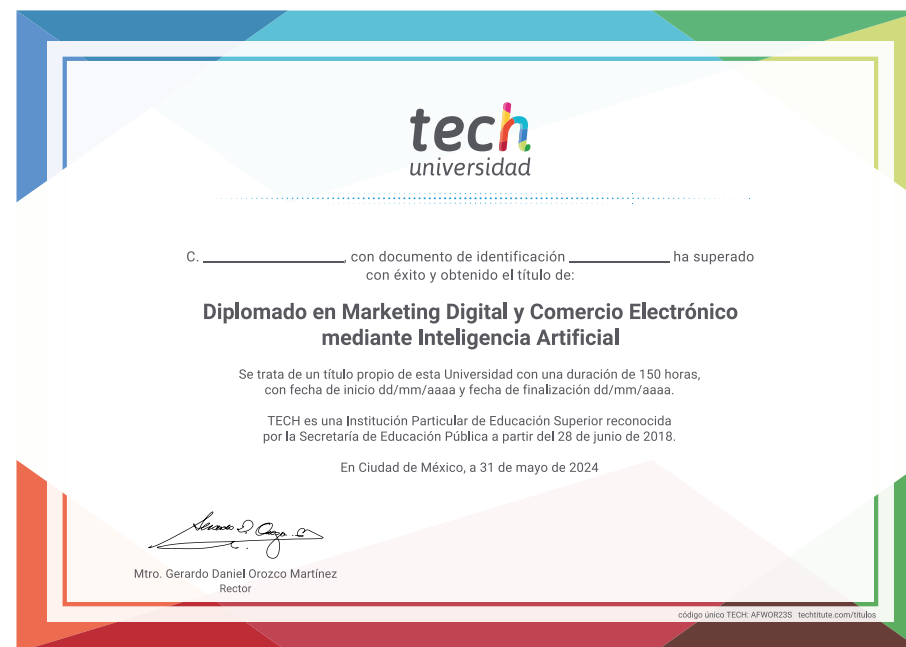 tech
universidad
C. ____________________, con documento de identificación ______________ ha superado
con éxito y obtenido el título de:
Diplomado en Marketing Digital y Comercio Electrónico
mediante Inteligencia Artificial
Se trata de un título propio de esta Universidad con una duración de 150 horas,
con fecha de inicio dd/mm/aaaa y fecha de finalización dd/mm/aaaa.
TECH es una Institución Particular de Educación Superior reconocida
por la Secretaría de Educación Pública a partir del 28 de junio de 2018.
En Ciudad de México, a 31 de mayo de 2024
Mtro. Gerardo Daniel Orozco Martínez
Rector
código único TECH: AFWOR23S techtitute.com/titulos